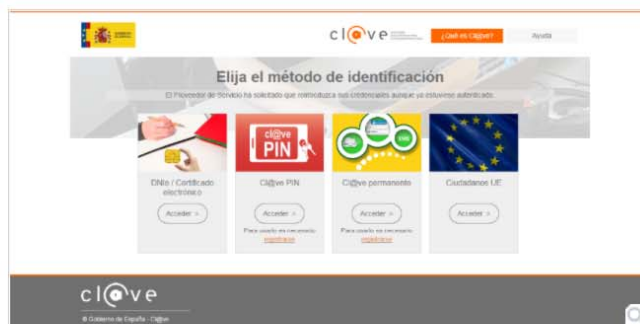 cl@ve
¿Qué es Cl@ve?
Ayuda
Elija el método de identificación
El Proveedor de Servicio ha solicitado que reintroduzca sus credenciales aunque ya estuviese autenticado.
DNIe / Certificado
electrónico
Acceder >
cl@ve
PIN
Cl@ve PIN
Acceder >
Para usarlo es necesario
registrarse
Cl@ve permanente
Acceder >
Para usarlo es necesario
registrarse
Ciudadanos UE
Acceder >
cl@ve
© Gobierno de España - Cl@ve